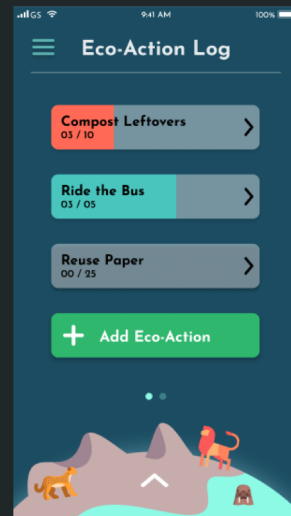 GS 9:41 AM 100%
Eco-Action Log
Compost Leftovers
03 / 10
Ride the Bus
03 / 05
Reuse Paper
00 / 25
Add Eco-Action